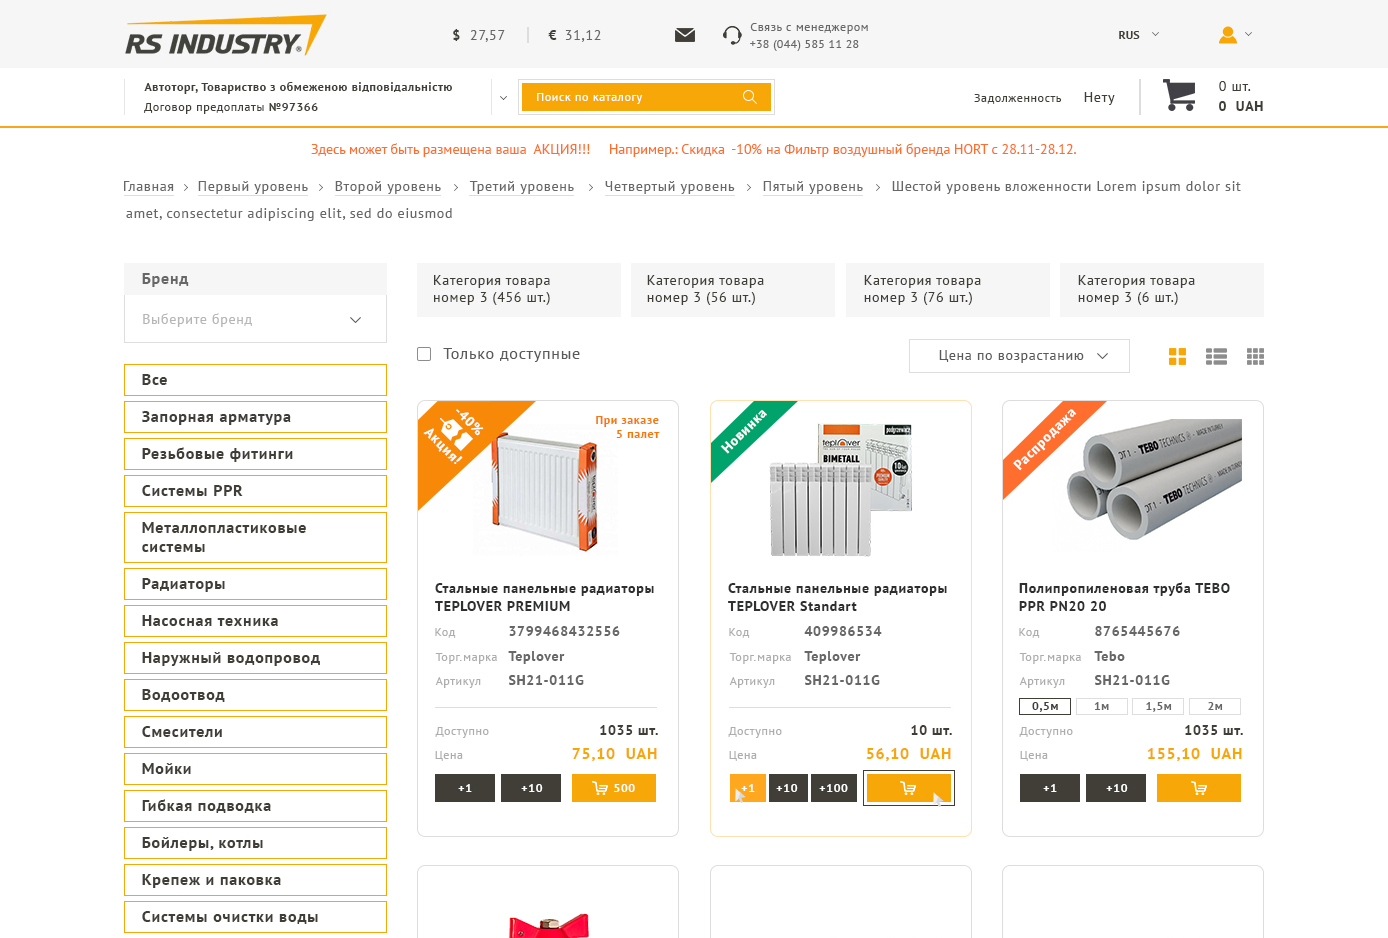 RS INDUSTRY.®
$ 27,57
€ 31,12
Связь с менеджером
+38 (044) 585 11 28
RUS
Автоторг, Товариство з обмеженою відповідальністю
Договор предоплаты №97366
Поиск по каталогу
Задолженность Нету
0 шт.
0 UAH
Здесь может быть размещена ваша АКЦИЯ!!! Например.: Скидка -10% на Фильтр воздушный бренда HORT с 28.11-28.12.
Главная > Первый уровень > Второй уровень > Третий уровень > Четвертый уровень > Пятый уровень > Шестой уровень вложенности Lorem ipsum dolor sit
amet, consectetur adipiscing elit, sed do eiusmod
Бренд
Выберите бренд
Все
Запорная арматура
Резьбовые фитинги
Системы PPR
Металлопластиковые
системы
Радиаторы
Насосная техника
Наружный водопровод
Водоотвод
Смесители
Мойки
Гибкая подводка
Бойлеры, котлы
Крепеж и паковка
Системы очистки воды
Категория товара
номер 3 (456 шт.)
Категория товара
номер 3 (56 шт.)
Категория товара
номер 3 (76 шт.)
Категория товара
номер 3 (6 шт.)
Только доступные
Цена по возрастанию
-40%
Акция!
При заказе
5 палет
Стальные панельные радиаторы
TEPLOVER PREMIUM
Код 3799468432556
Торг.марка Teplover
Артикул SH21-011G
Доступно 1035 шт.
Цена 75,10 UAH
+1
+10
500
Новинка
teplover
BIMETALL
Стальные панельные радиаторы
TEPLOVER Standart
Код 409986534
Торг.марка Teplover
Артикул SH21-011G
Доступно 10 шт.
Цена 56,10 UAH
+1
+10
+100
Распродажа
TEBO TECHNICS ®
TEBO TECHNICS ®
Полипропиленовая труба TEBO
PPR PN20 20
Код 8765445676
Торг.марка Tebo
Артикул SH21-011G
0,5м
1м
1,5м
2м
Доступно 1035 шт.
Цена 155,10 UAH
+1
+10